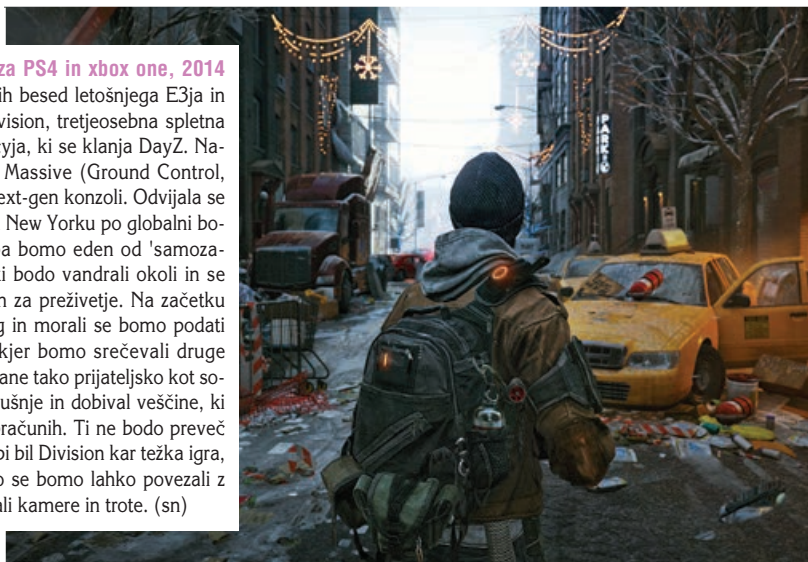 za PS4 in xbox one, 2014
ih besed letošnjega E3ja in
vision, tretjeosebna spletna
yja, ki se klanja DayZ. Na-
Massive (Ground Control,
ext-gen konzoli. Odvijala se
New Yorku po globalni bo-
pa bomo eden od 'samoza-
ki bodo vandrali okoli in se
n za preživetje. Na začetku
g in morali se bomo podati
kjer bomo srečevali druge
ane tako prijateljsko kot so-
ušnje in dobival veščine, ki
računih. Ti ne bodo preveč
bi bil Division kar težka igra,
o se bomo lahko povezali z
ali kamere in trote. (sn)
PARK